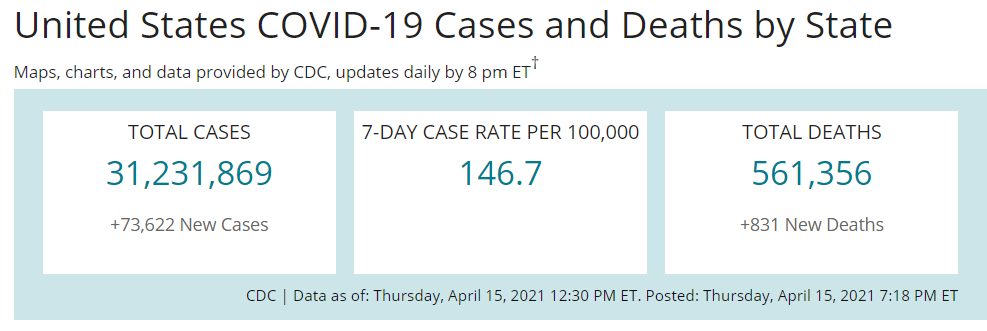 United States COVID-19 Cases and Deaths by State
Maps, charts, and data provided by CDC, updates daily by 8 pm ET†
TOTAL CASES
31,231,869
+73,622 New Cases
7-DAY CASE RATE PER 100,000
146.7
TOTAL DEATHS
561,356
+831 New Deaths
CDC | Data as of: Thursday, April 15, 2021 12:30 PM ET. Posted: Thursday, April 15, 2021 7:18 PM ET